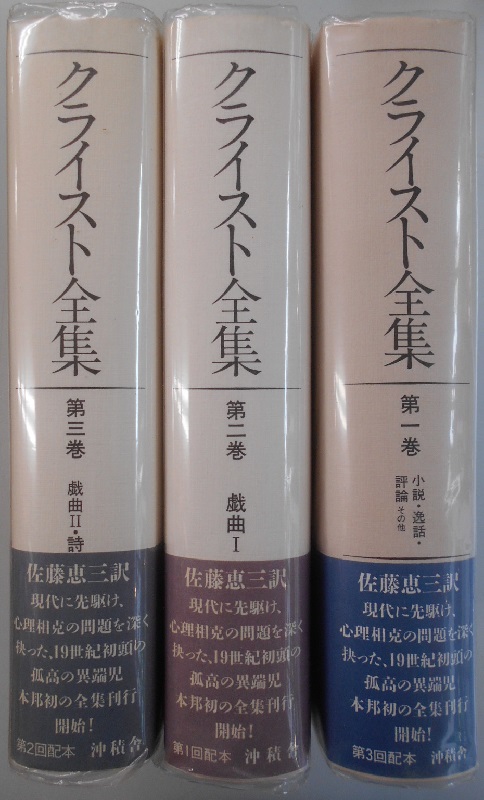 クライスト全集
第三巻
戯曲II・詩
佐藤恵三訳
現代に先駆け、
心理相克の問題を深く
抉った、19世紀初頭の
孤高の異端児
本邦初の全集刊行
開始!
第2回配本 沖積舎
クライスト全集
第二巻
戯曲I
佐藤恵三訳
現代に先駆け、
心理相克の問題を深く
抉った、19世紀初頭の
孤高の異端児
本邦初の全集刊行
開始!
第1回配本 沖積舎
クライスト全集
第一巻
小説・逸話・
評論 その他
佐藤恵三訳
現代に先駆け、
心理相克の問題を深く
抉った、19世紀初頭の
孤高の異端児
本邦初の全集刊行
開始!
第3回配本 沖積舎